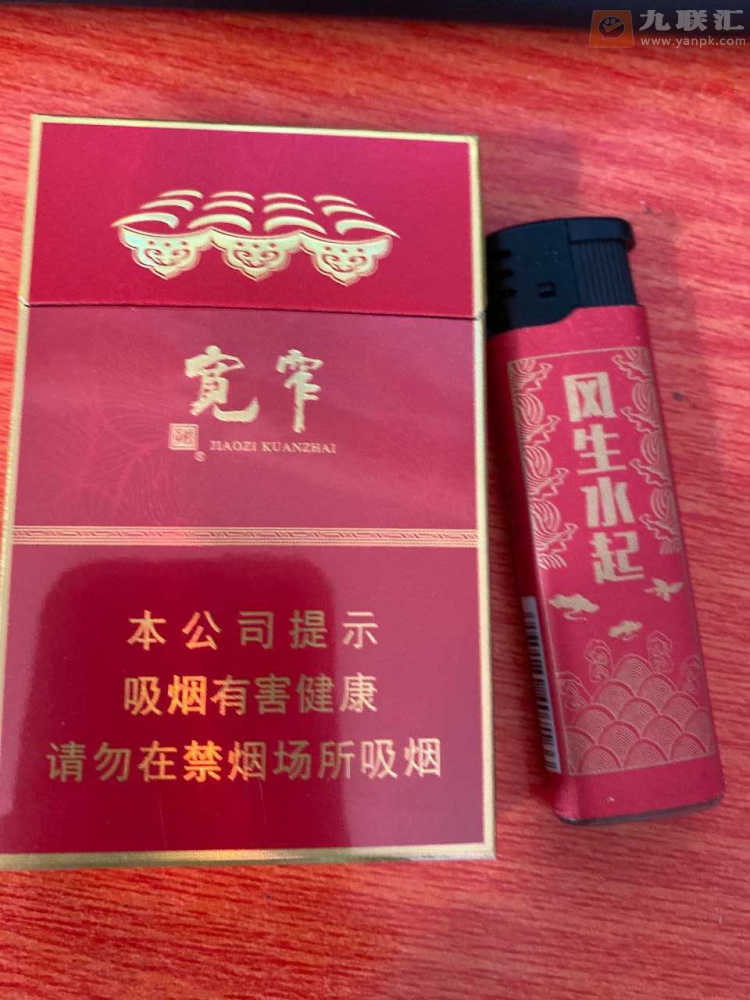 九联汇
www.yanpk.com
宽窄
JIAOZI KUANZHAI
本公司提示
吸烟有害健康
请勿在禁烟场所吸烟
风生水起